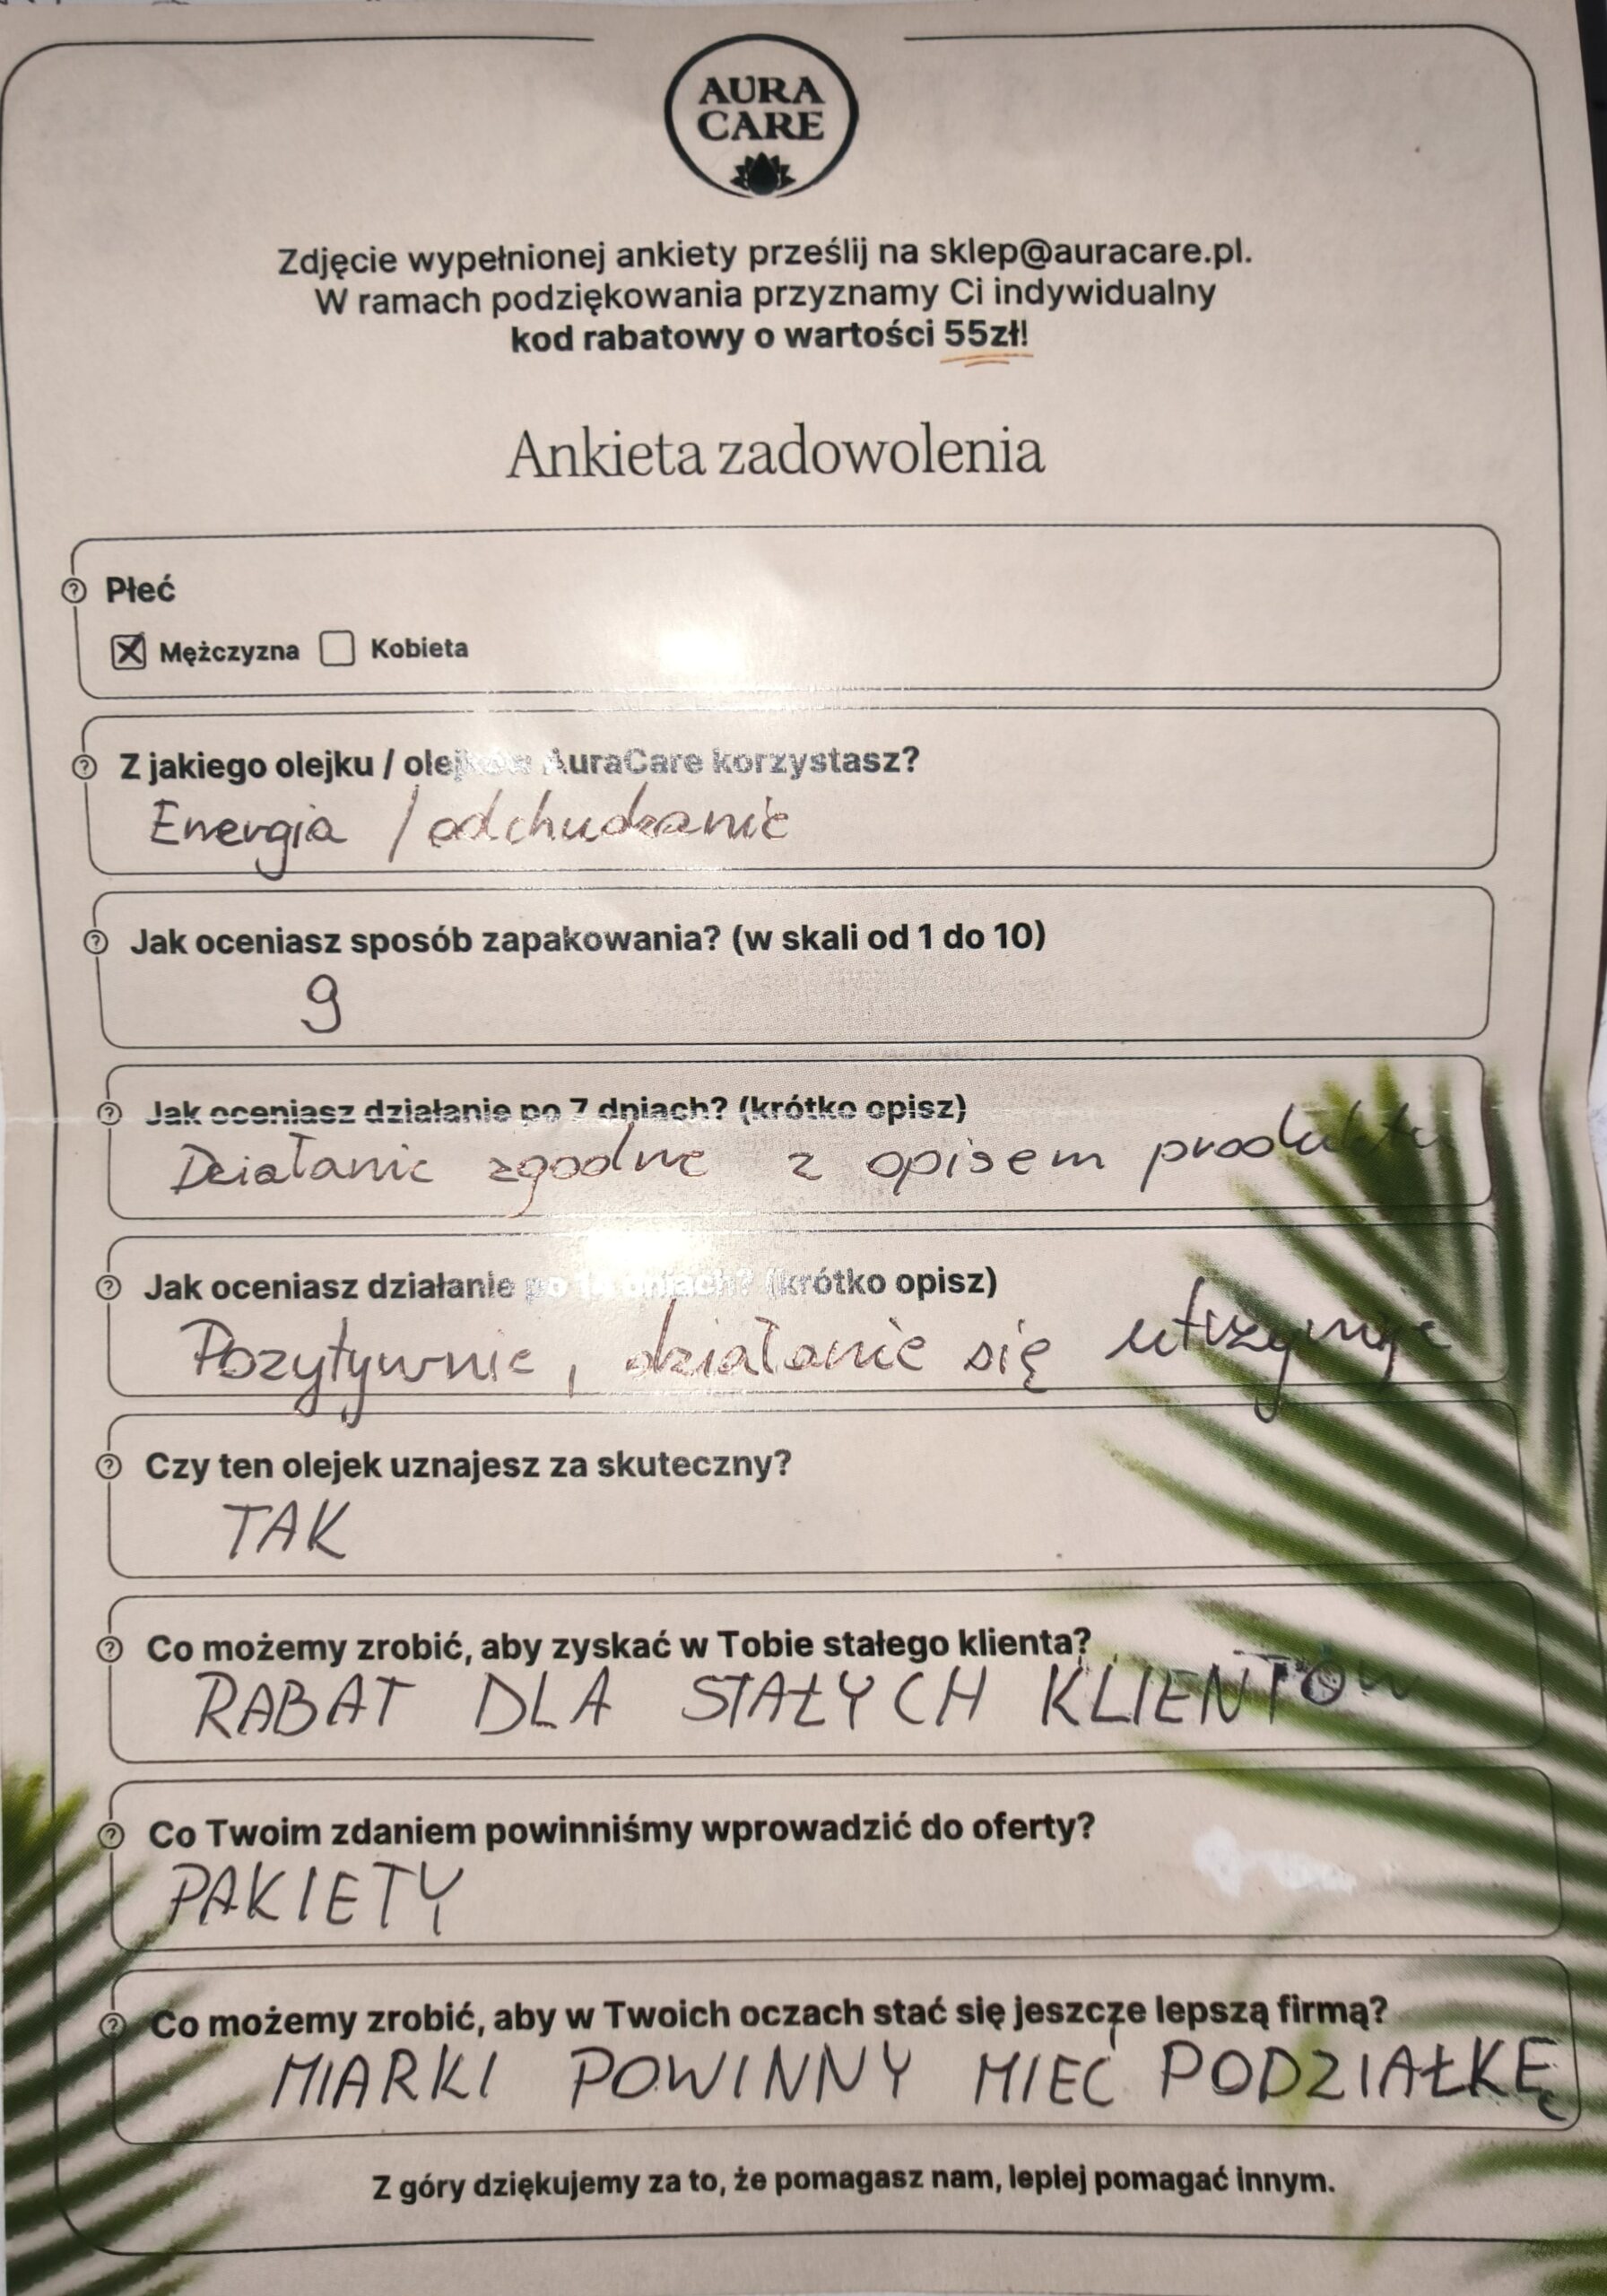 AURA
CARE
Zdjęcie wypełnionej ankiety prześlij na sklep@auracare.pl.
W ramach podziękowania przyznamy Ci indywidualny
kod rabatowy o wartości 55zł!
Ankieta zadowolenia
Płeć
Mężczyzna Kobieta
Z jakiego olejku / olejków AuraCare korzystasz?
Energia / odchudzanie
Jak oceniasz sposób zapakowania? (w skali od 1 do 10)
9
Jak oceniasz działanie po 7 dniach? (krótko opisz)
Działanie zgodne z opisem produktu
Jak oceniasz działanie po dniach? (krótko opisz)
Pozytywnie, działanie się utrzymuje
Czy ten olejek uznajesz za skuteczny?
TAK
Co możemy zrobić, aby zyskać w Tobie stałego klienta?
RABAT DLA STAŁYCH KLIENTÓW
Co Twoim zdaniem powinniśmy wprowadzić do oferty?
PAKIETY
Co możemy zrobić, aby w Twoich oczach stać się jeszcze lepszą firmą?
MIARKI POWINNY MIEĆ PODZIAŁKĘ
Z góry dziękujemy za to, że pomagasz nam, lepiej pomagać innym.